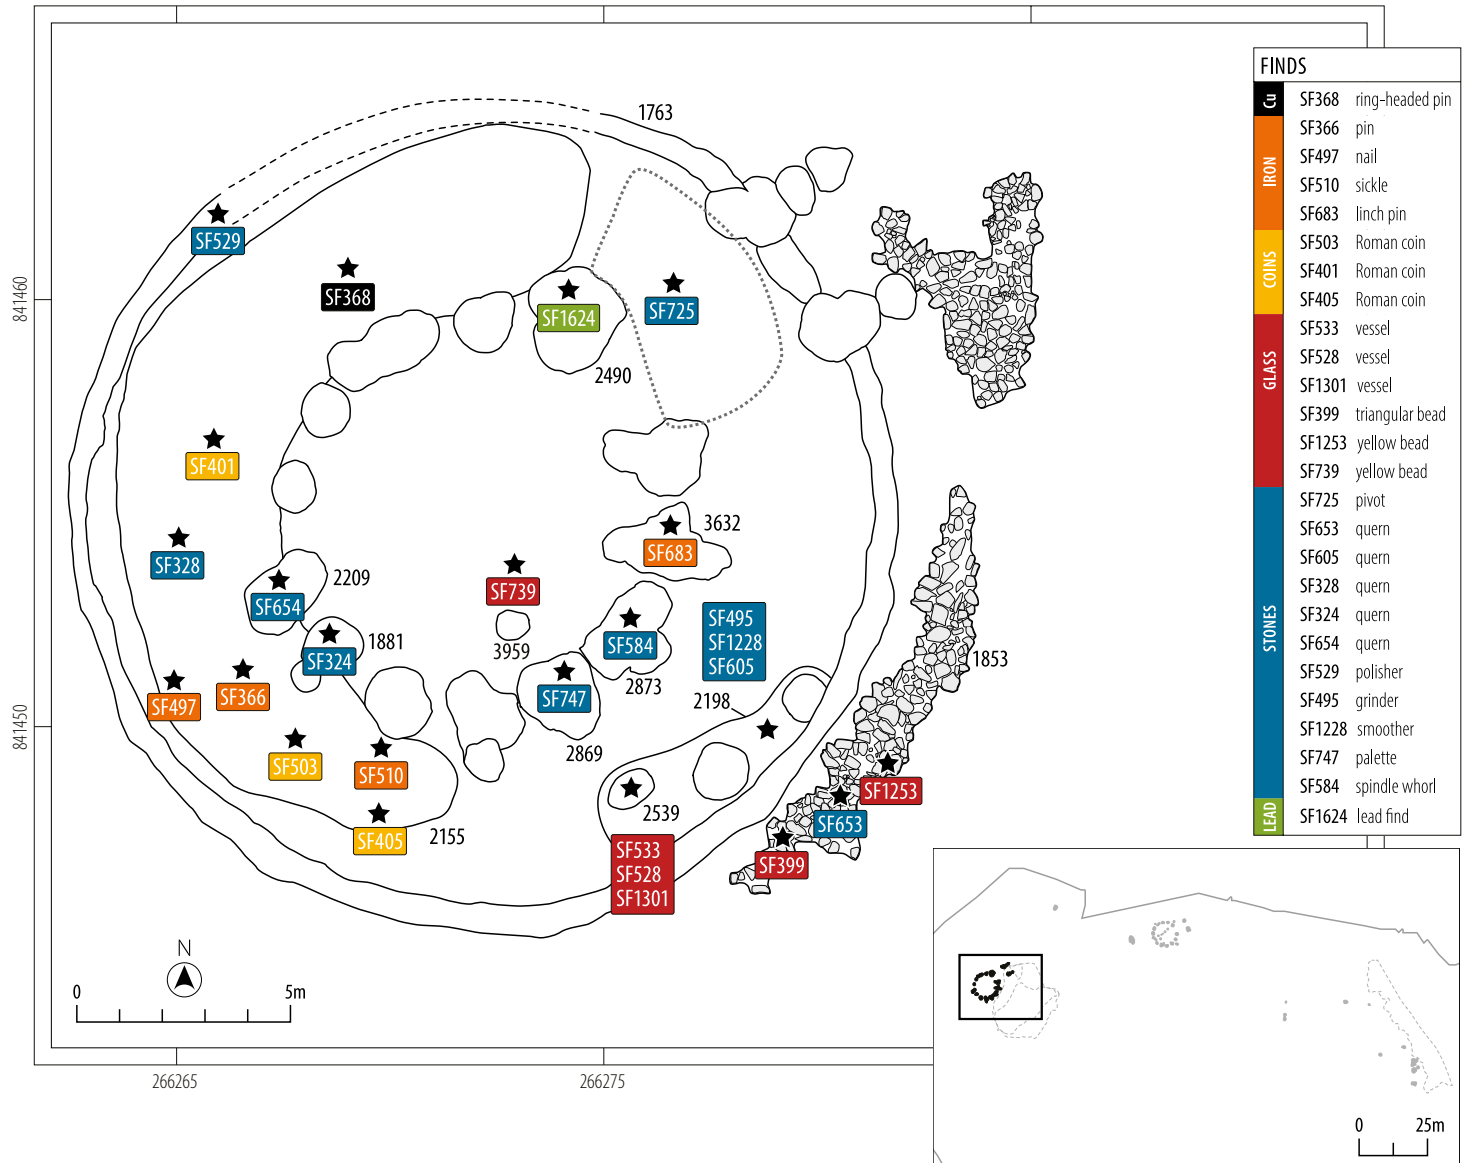 1763
SF529
SF368
SF1624
SF725
2490
841460
SF401
SF328
2209
SF654
1881
SF324
SF739
3959
3632
SF683
SF584
2873
SF495
SF1228
SF605
2198
1853
SF497
SF366
SF747
2869
841450
SF503
SF510
SF405
2155
2539
SF533
SF528
SF1301
SF1253
SF653
SF399
N
0 5m
266265
266275
FINDS
Cu
SF368 ring-headed pin
IRON
SF366 pin
SF497 nail
SF510 sickle
SF683 linch pin
COINS
SF503 Roman coin
SF401 Roman coin
SF405 Roman coin
GLASS
SF533 vessel
SF528 vessel
SF1301 vessel
SF399 triangular bead
SF1253 yellow bead
SF739 yellow bead
STONES
SF725 pivot
SF653 quern
SF605 quern
SF328 quern
SF324 quern
SF654 quern
SF529 polisher
SF495 grinder
SF1228 smoother
SF747 palette
SF584 spindle whorl
LEAD
SF1624 lead find
0 25m